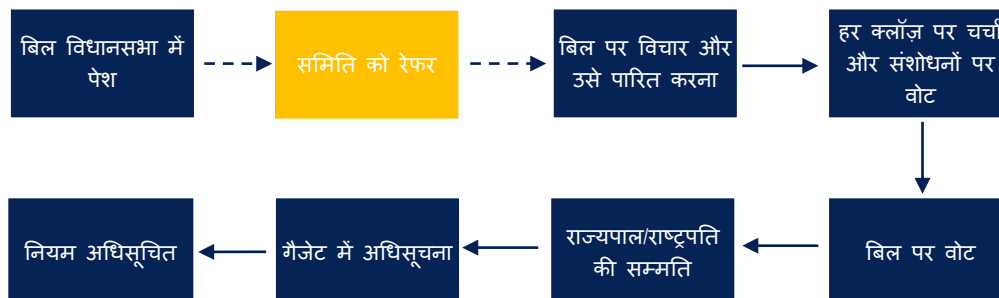 बिल विधानसभा में
पेश
समिति को रेफर
बिल पर विचार और
उसे पारित करना
हर क्लॉज़ पर चर्चा
और संशोधनों पर
वोट
नियम अधिसूचित
गैजेट में अधिसूचना
राज्यपाल/राष्ट्रपति
की सम्मति
बिल पर वोट